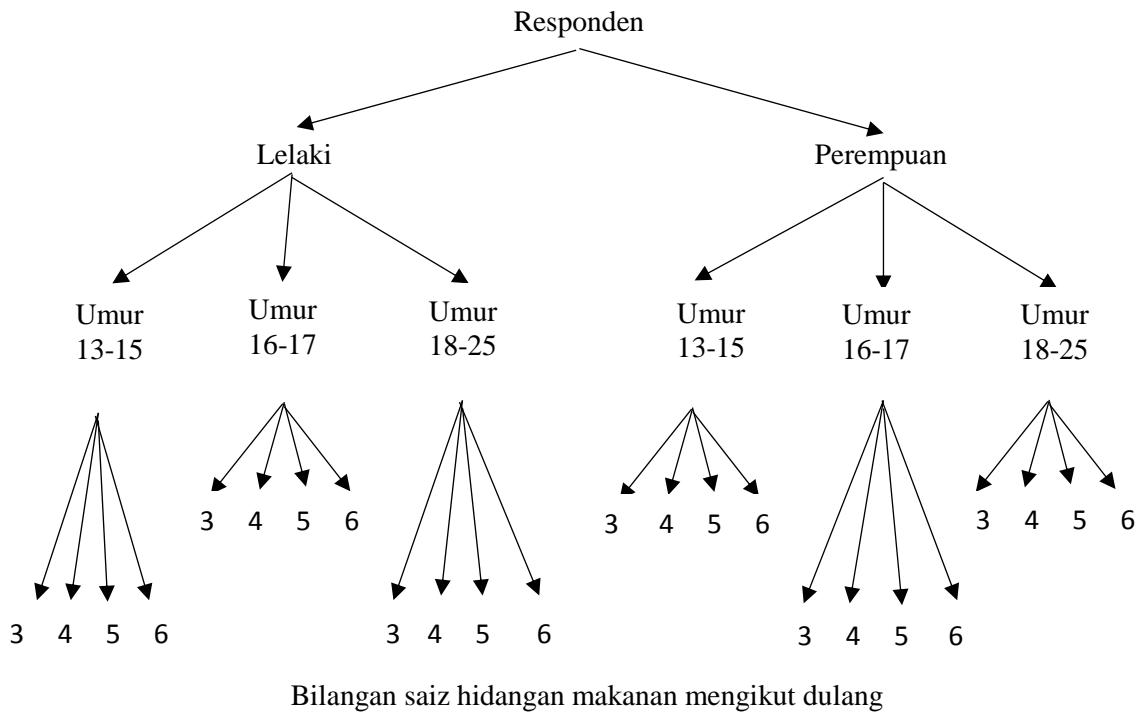 Responden
Lelaki Perempuan
Umur 13-15
Umur 16-17
Umur 18-25
Umur 13-15
Umur 16-17
Umur 18-25
3 4 5 6
3 4 5 6
3 4 5 6
3 4 5 6
3 4 5 6
3 4 5 6
Bilangan saiz hidangan makanan mengikut dulang